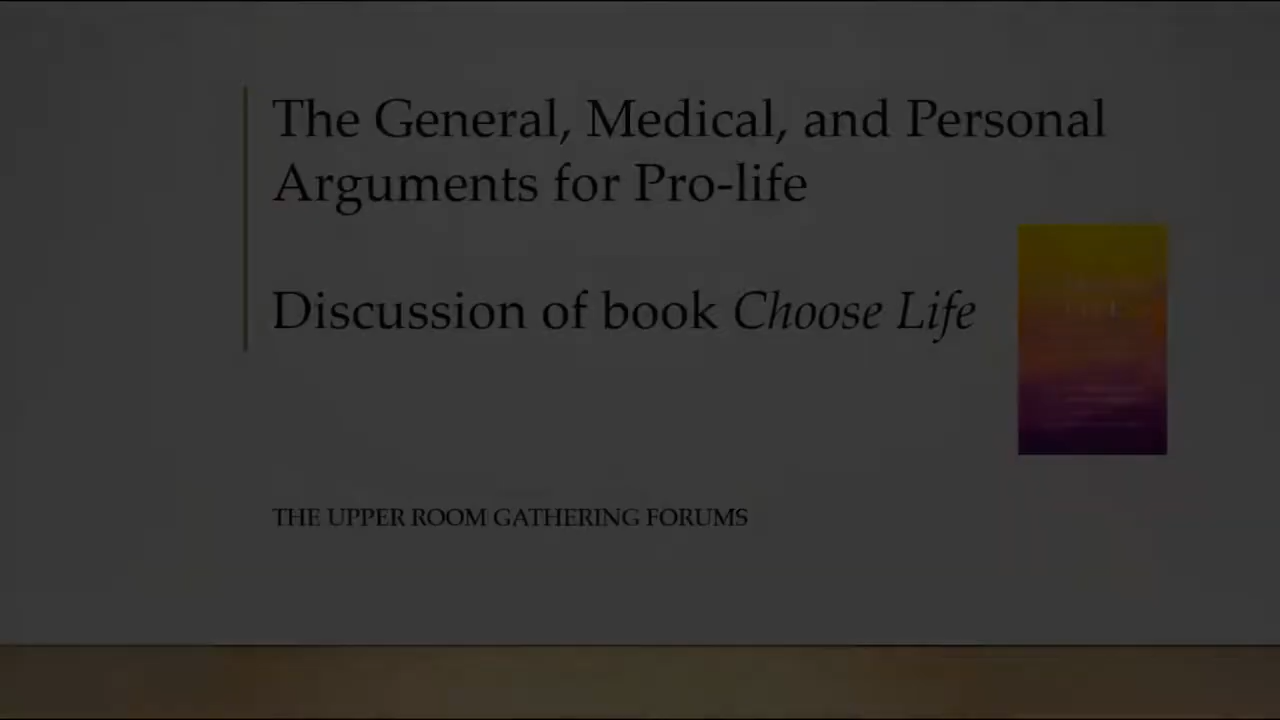 The General, Medical, and Personal
Arguments for Pro-life
Discussion of book Choose Life
THE UPPER ROOM GATHERING FORUMS